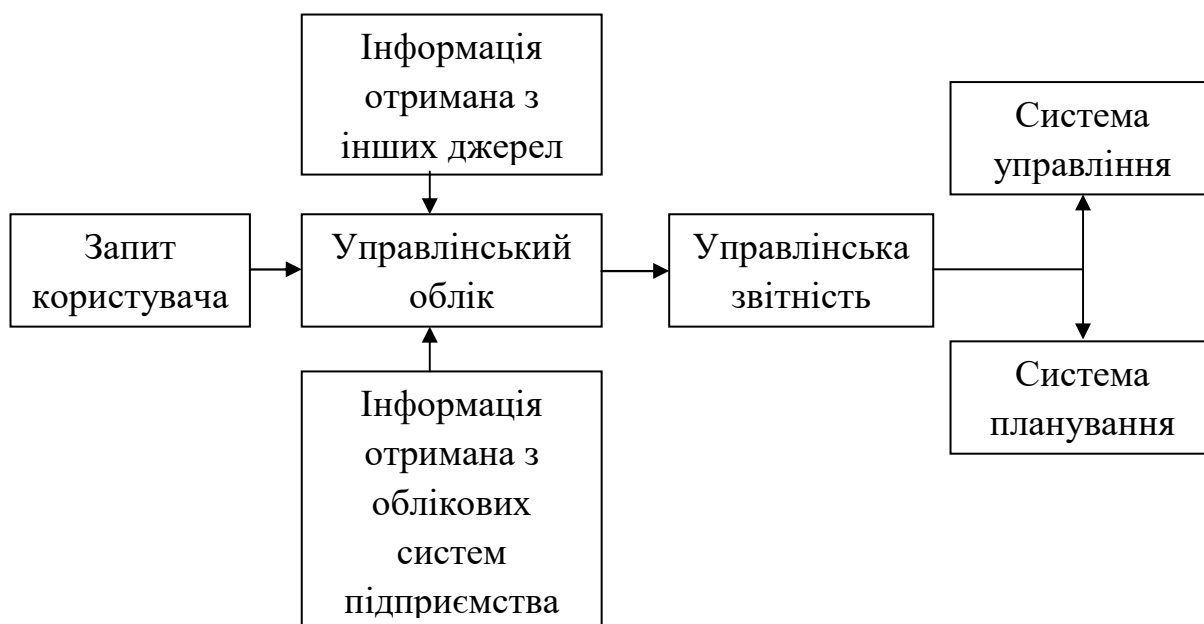 Інформація
отримана з
інших джерел
Система
управління
Запит
користувача
Управлінський
облік
Управлінська
звітність
Система
планування
Інформація
отримана з
облікових
систем
підприємства